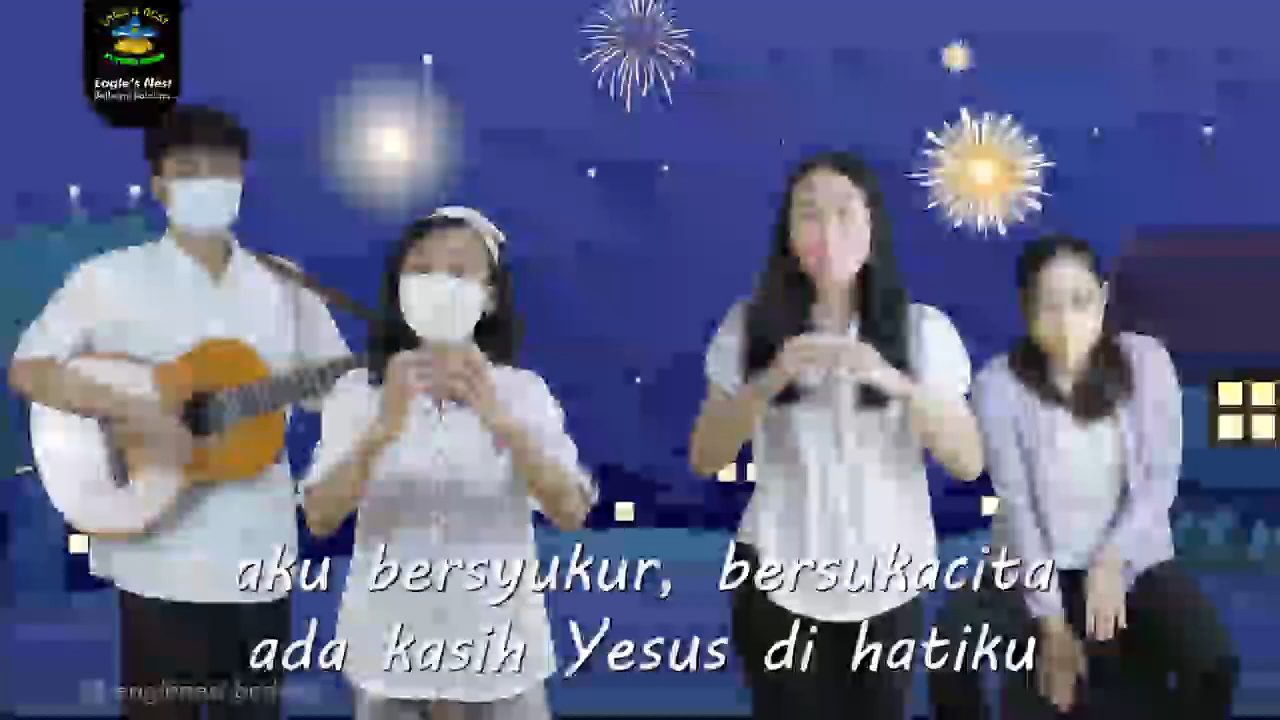 Eagle's Nest
aku bersyukur, bersukacita
ada kasih Yesus di hatiku